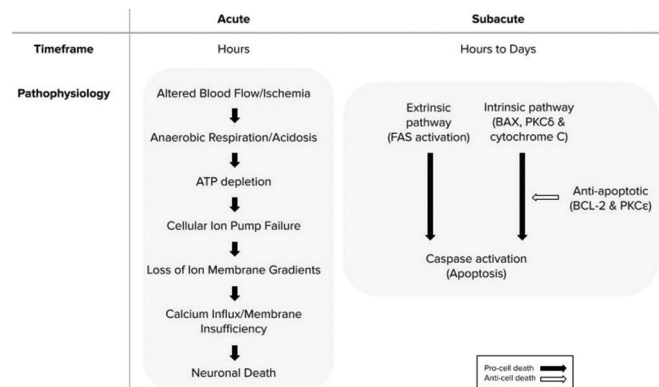 Acute
Subacute
Timeframe
Hours
Hours to Days
Pathophysiology
Altered Blood Flow/Ischemia
Anaerobic Respiration/Acidosis
ATP depletion
Cellular Ion Pump Failure
Loss of Ion Membrane Gradients
Calcium Influx/Membrane
Insufficiency
Neuronal Death
Extrinsic
pathway
(FAS activation)
Intrinsic pathway
(BAX, PKCδ &
cytochrome C)
Anti-apoptotic
(BCL-2 & PKCε)
Caspase activation
(Apoptosis)
Pro-cell death
Anti-cell death